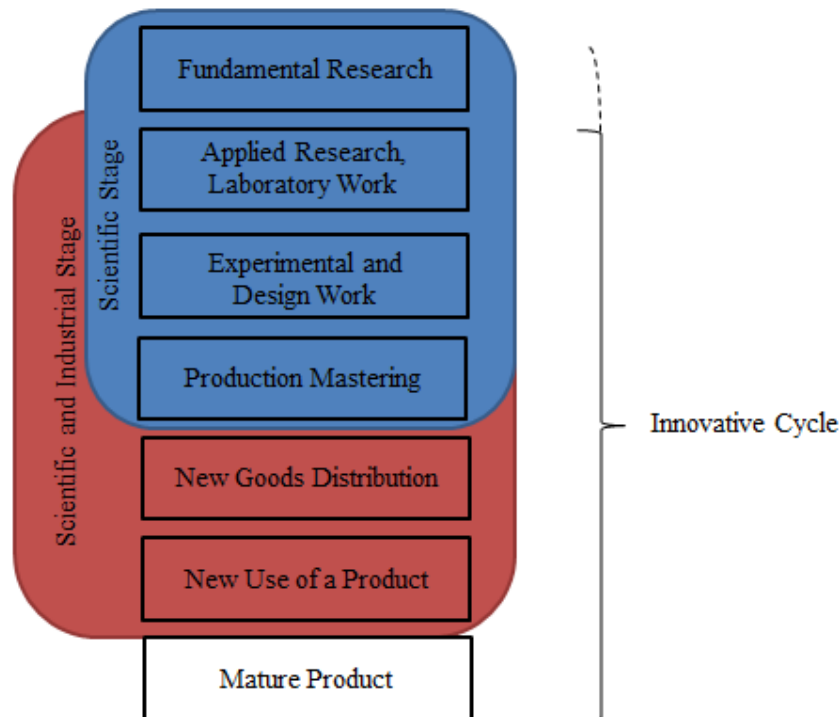 Fundamental Research
Applied Research,
Laboratory Work
Experimental and
Design Work
Production Mastering
New Goods Distribution
New Use of a Product
Mature Product
Scientific Stage
Scientific and Industrial Stage
Innovative Cycle